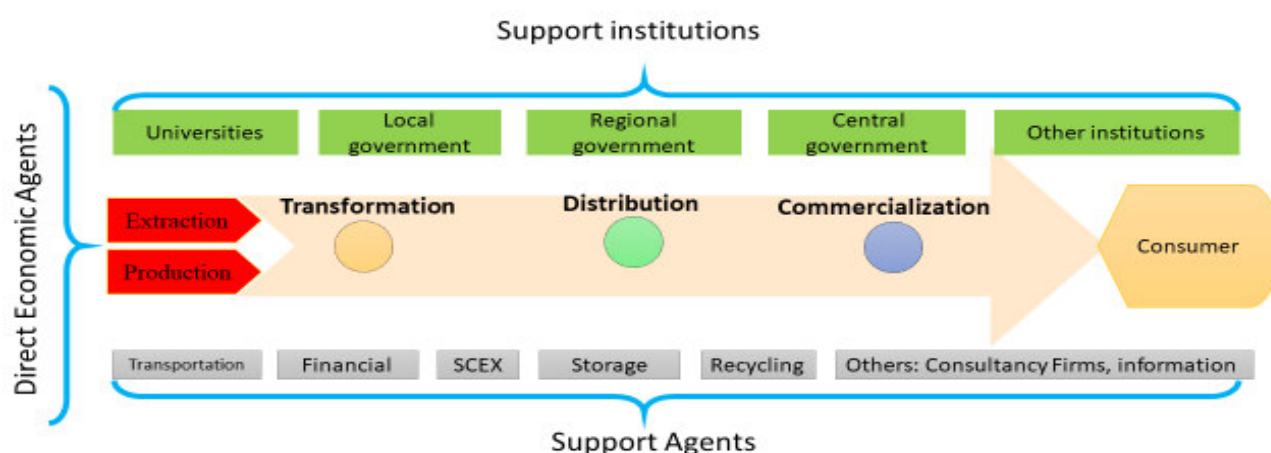 Support institutions
Direct Economic Agents
Universities
Local
government
Regional
government
Central
government
Other institutions
Extraction
Production
Transformation
Distribution
Commercialization
Consumer
Transportation
Financial
SCEX
Storage
Recycling
Others: Consultancy Firms, information
Support Agents